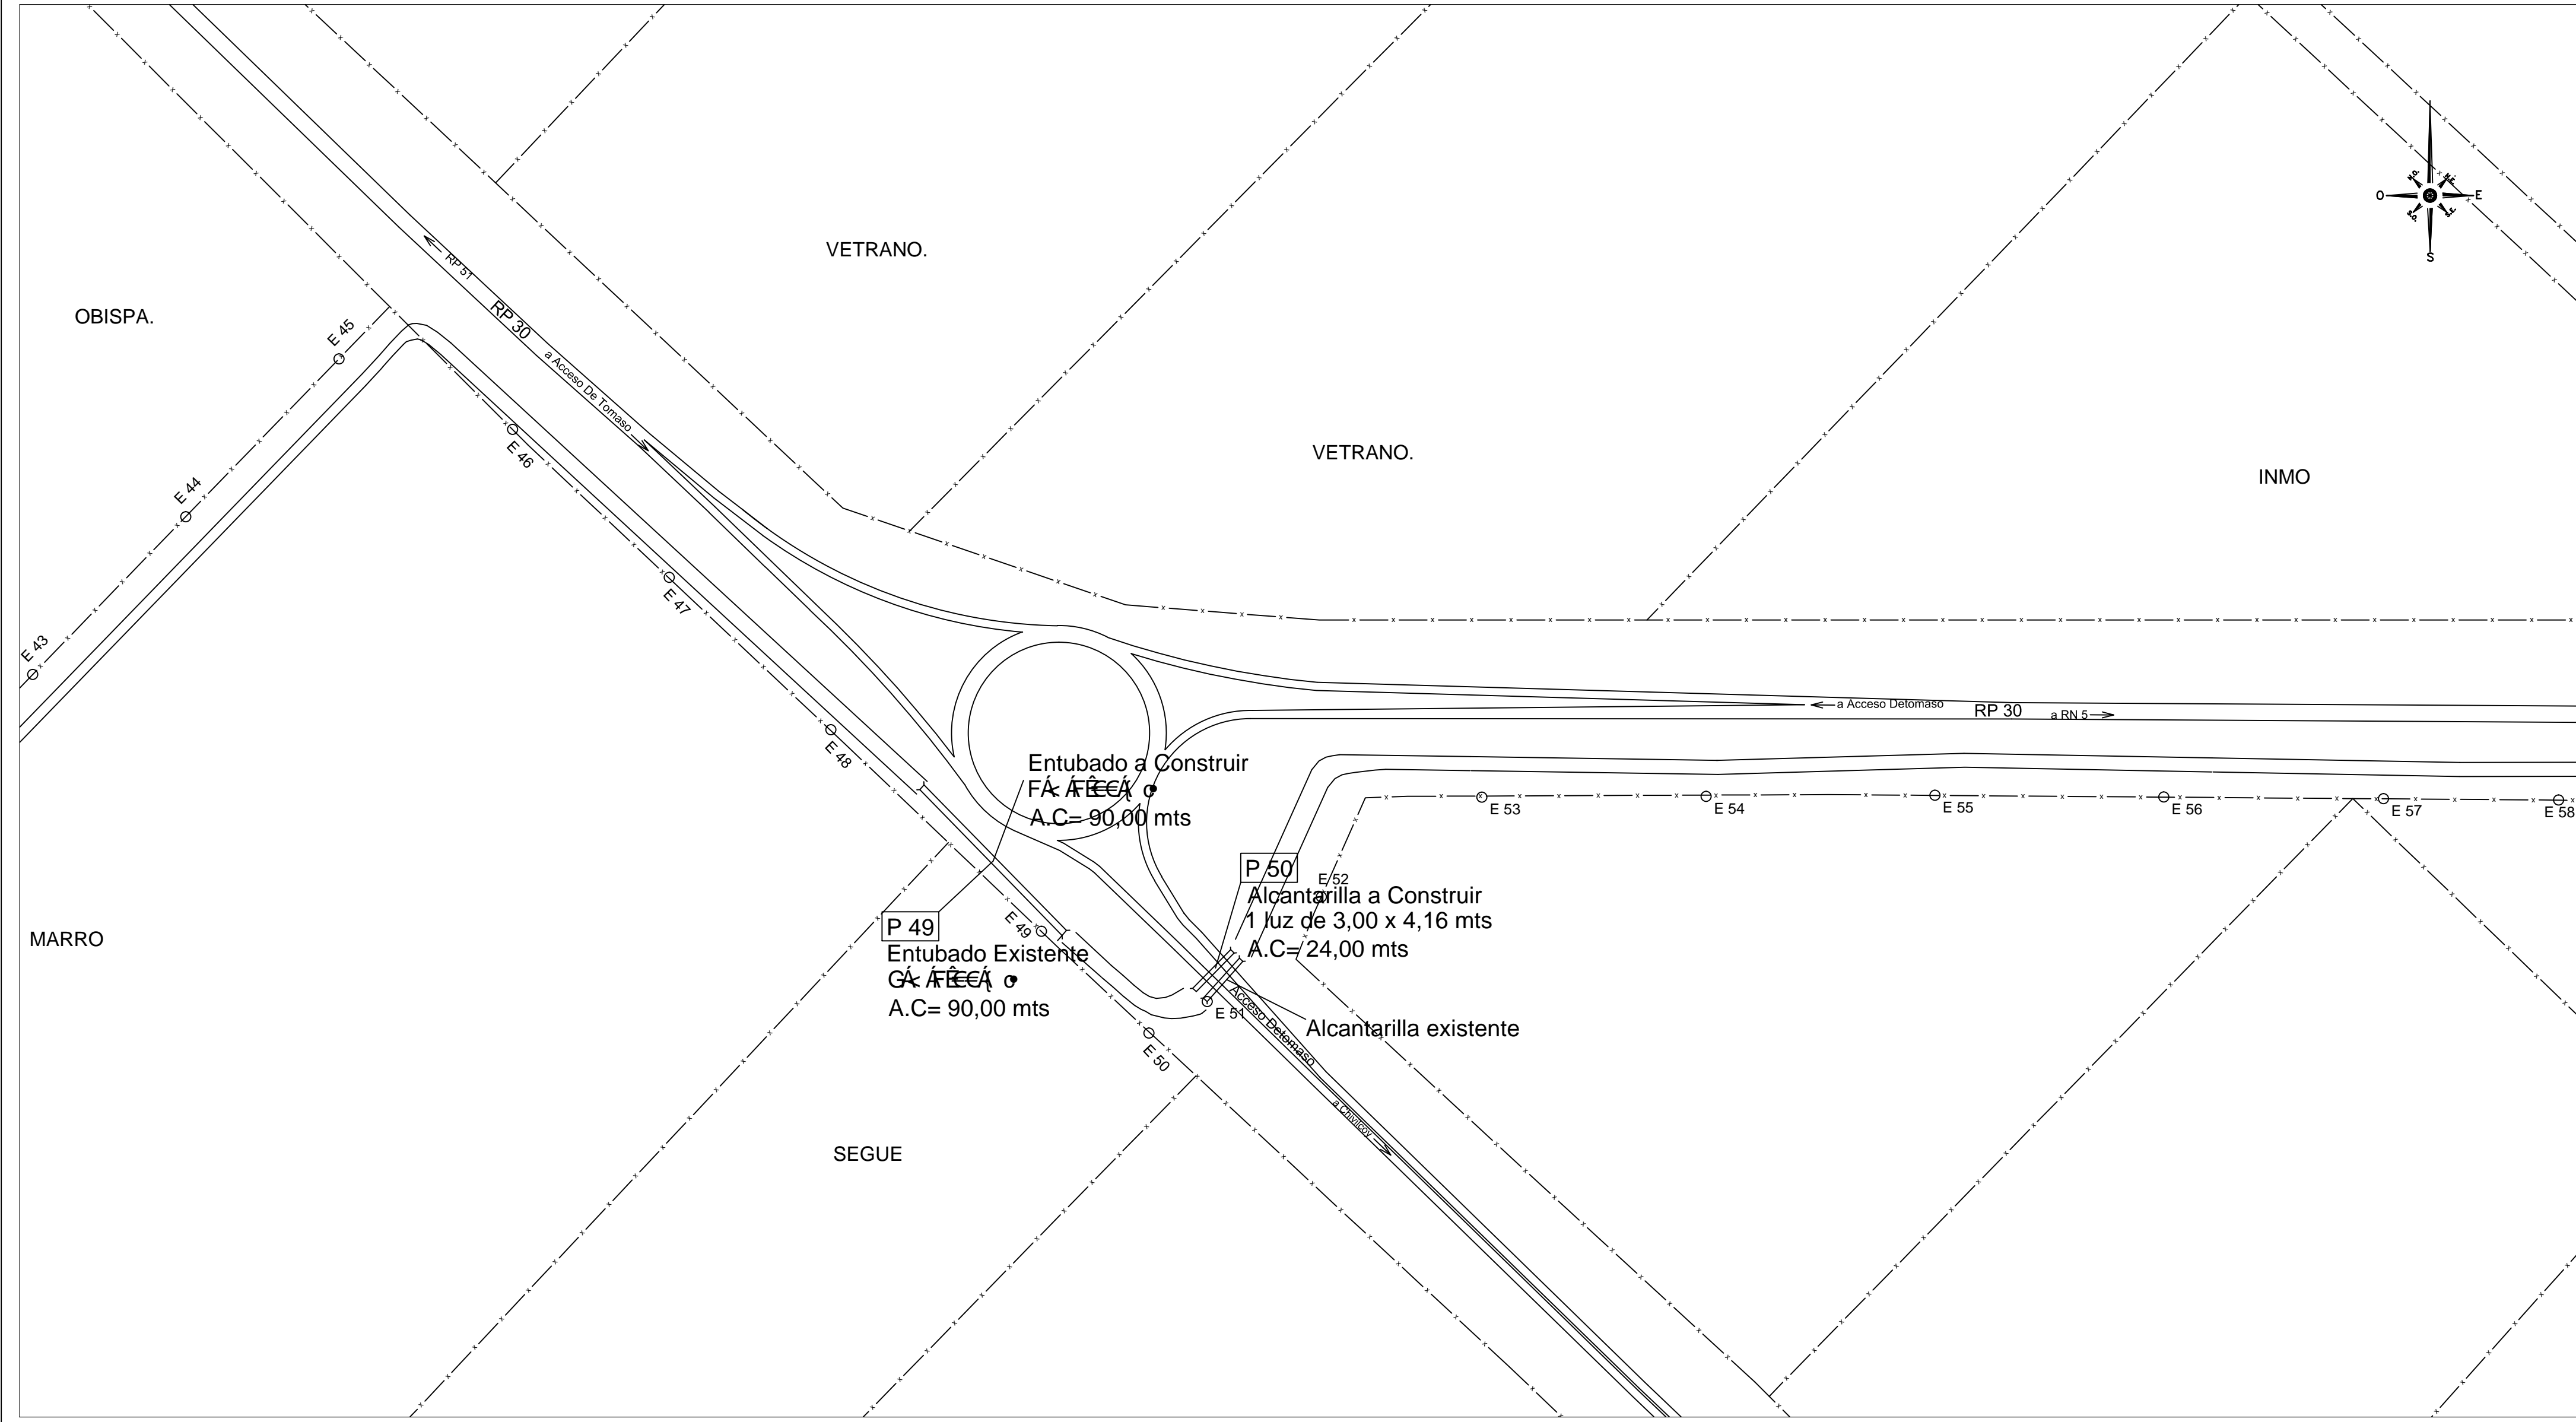 VETRANO.
O
E
S
N.O.
N.E.
S.O.
S.E.
RP 51
OBISPA.
RP 30
E 45
a Acceso De Tomaso
VETRANO.
INMO
E 46
E 44
E 47
E 43
a Acceso Detomaso
RP 30
a RN 5
E 48
Entubado a Construir
A.C= 90,00 mts
E 53
E 54
E 55
E 56
E 57
E 58
P 50
E 52
Alcantarilla a Construir
1 luz de 3,00 x 4,16 mts
A.C= 24,00 mts
P 49
E 49
MARRO
Entubado Existente
A.C= 90,00 mts
E 51
Acceso Detomaso
Alcantarilla existente
E 50
a Chivilcoy
SEGUE